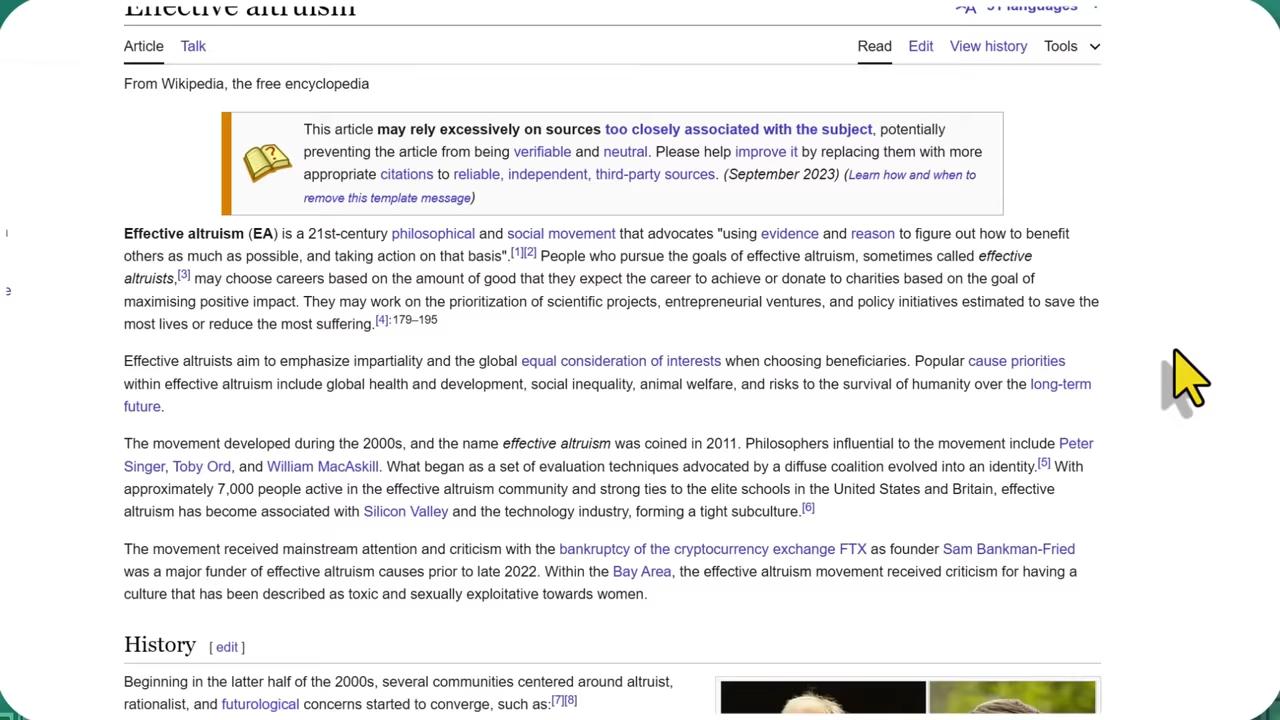 Effective altruism
51 languages
Article Talk Read Edit View history Tools
From Wikipedia, the free encyclopedia
This article may rely excessively on sources too closely associated with the subject, potentially
preventing the article from being verifiable and neutral. Please help improve it by replacing them with more
appropriate citations to reliable, independent, third-party sources. (September 2023) (Learn how and when to
remove this template message)
Effective altruism (EA) is a 21st-century philosophical and social movement that advocates "using evidence and reason to figure out how to benefit
others as much as possible, and taking action on that basis".[1][2] People who pursue the goals of effective altruism, sometimes called effective
altruists,[3] may choose careers based on the amount of good that they expect the career to achieve or donate to charities based on the goal of
maximising positive impact. They may work on the prioritization of scientific projects, entrepreneurial ventures, and policy initiatives estimated to save the
most lives or reduce the most suffering.[4]:179–195
Effective altruists aim to emphasize impartiality and the global equal consideration of interests when choosing beneficiaries. Popular cause priorities
within effective altruism include global health and development, social inequality, animal welfare, and risks to the survival of humanity over the long-term
future.
The movement developed during the 2000s, and the name effective altruism was coined in 2011. Philosophers influential to the movement include Peter
Singer, Toby Ord, and William MacAskill. What began as a set of evaluation techniques advocated by a diffuse coalition evolved into an identity.[5] With
approximately 7,000 people active in the effective altruism community and strong ties to the elite schools in the United States and Britain, effective
altruism has become associated with Silicon Valley and the technology industry, forming a tight subculture.[6]
The movement received mainstream attention and criticism with the bankruptcy of the cryptocurrency exchange FTX as founder Sam Bankman-Fried
was a major funder of effective altruism causes prior to late 2022. Within the Bay Area, the effective altruism movement received criticism for having a
culture that has been described as toxic and sexually exploitative towards women.
History [ edit ]
Beginning in the latter half of the 2000s, several communities centered around altruist,
rationalist, and futurological concerns started to converge, such as:[7][8]